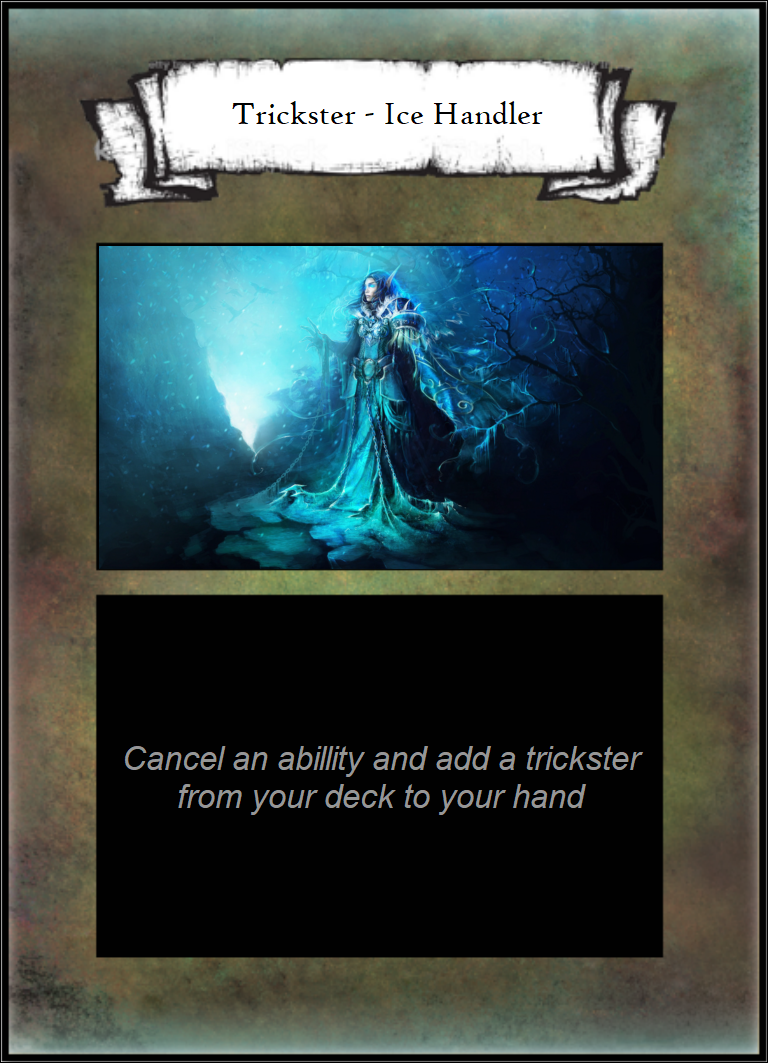 Trickster - Ice Handler
Cancel an abillity and add a trickster
from your deck to your hand